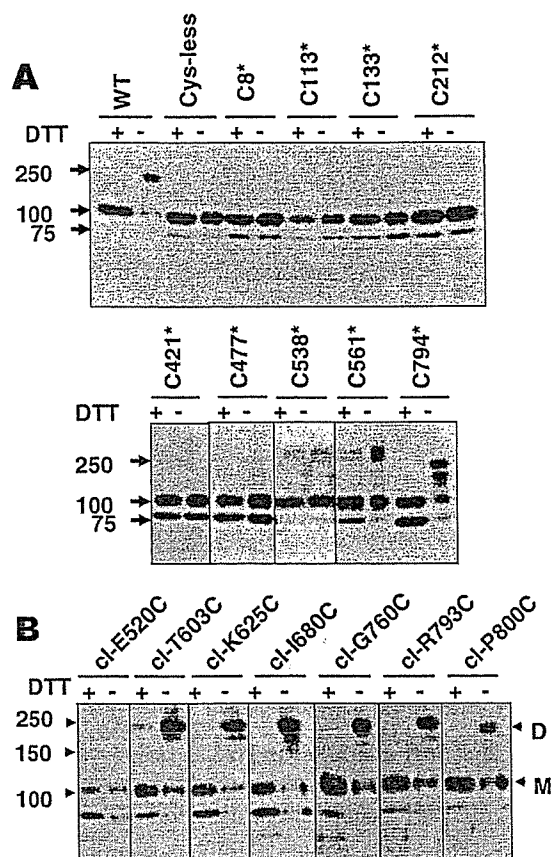 A
WT Cys-less C8* C113* C133* C212*
DTT + - + - + - + - + - + -
250
100
75
C421* C477* C538* C561* C794*
DTT + - + - + - + - + -
250
100
75
B
cl-E520C cl-T603C cl-K625C cl-I680C cl-G760C cl-R793C cl-P800C
DTT + - + - + - + - + - + - + -
250 D
150
100 M